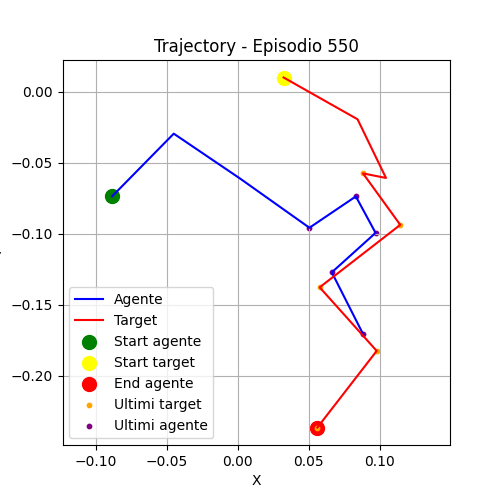 Trajectory - Episodio 550
0.00
−0.05
−0.10
−0.15
−0.20
Agente
Target
Start agente
Start target
End agente
Ultimi target
Ultimi agente
−0.10 −0.05 0.00 0.05 0.10
X